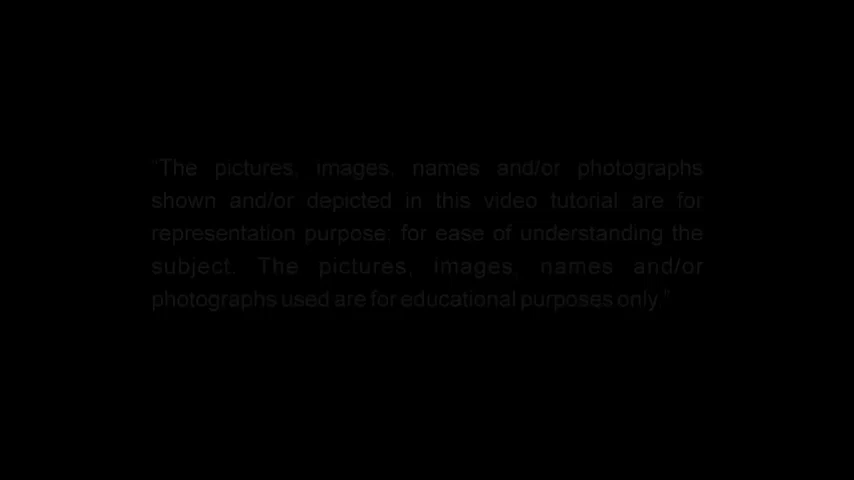 "The pictures, images, names and/or photographs
shown and/or depicted in this video tutorial are for
representation purpose; for ease of understanding the
subject. The pictures, images, names and/or
photographs used are for educational purposes only."